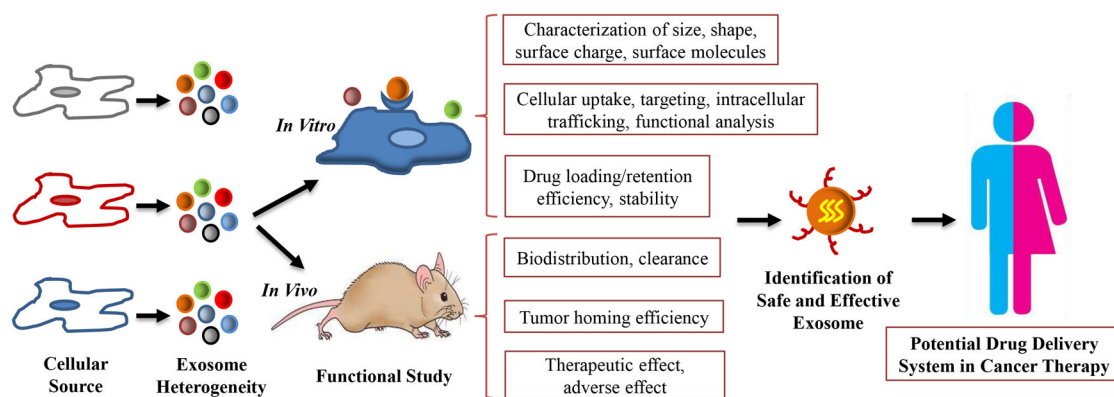 Characterization of size, shape,
surface charge, surface molecules
Cellular uptake, targeting, intracellular
trafficking, functional analysis
In Vitro
Drug loading/retention
efficiency, stability
Biodistribution, clearance
In Vivo
Tumor homing efficiency
Therapeutic effect,
adverse effect
Cellular
Source
Exosome
Heterogeneity
Functional Study
Identification of
Safe and Effective
Exosome
Potential Drug Delivery
System in Cancer Therapy